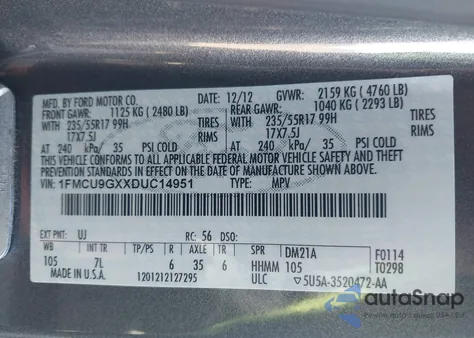 MFD. BY FORD MOTOR CO.
DATE: 12/12 GVWR: 2159 KG (4760 LB)
FRONT GAWR: 1125 KG (2480 LB) REAR GAWR: 1040 KG (2293 LB)
WITH 235/55R17 99H TIRES WITH 235/55R17 99H TIRES
17X7.5J RIMS 17X7.5J RIMS
AT 240 kPa/ 35 PSI COLD AT 240 kPa/ 35 PSI COLD
THIS VEHICLE CONFORMS TO ALL APPLICABLE FEDERAL MOTOR VEHICLE SAFETY, BUMPER, AND THEFT
PREVENTION STANDARDS IN EFFECT ON THE DATE OF MANUFACTURE SHOWN ABOVE.
VIN: 1FMCU9GXXDUC14951 TYPE: MPV
EXT PNT: UJ RC: 56 DSO:
WB INT TR TP/PS R AXLE TR SPR DM21A F0114
105 7L 6 35 6 HHMM 105 T0298
MADE IN U.S.A. 1201212127295 ULC ▽5U5A-3520472-AA
autoSnap